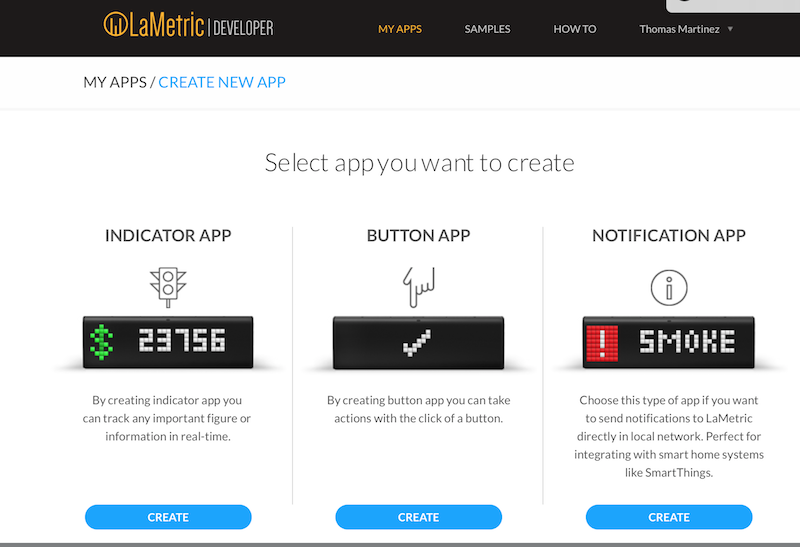 LaMetric | DEVELOPER
MY APPS
SAMPLES
HOW TO
Thomas Martinez
MY APPS / CREATE NEW APP
Select app you want to create
INDICATOR APP
23756
By creating indicator app you
can track any important figure or
information in real-time.
CREATE
BUTTON APP
By creating button app you can take
actions with the click of a button.
CREATE
NOTIFICATION APP
SMOKE
Choose this type of app if you want
to send notifications to LaMetric
directly in local network. Perfect for
integrating with smart home systems
like SmartThings.
CREATE